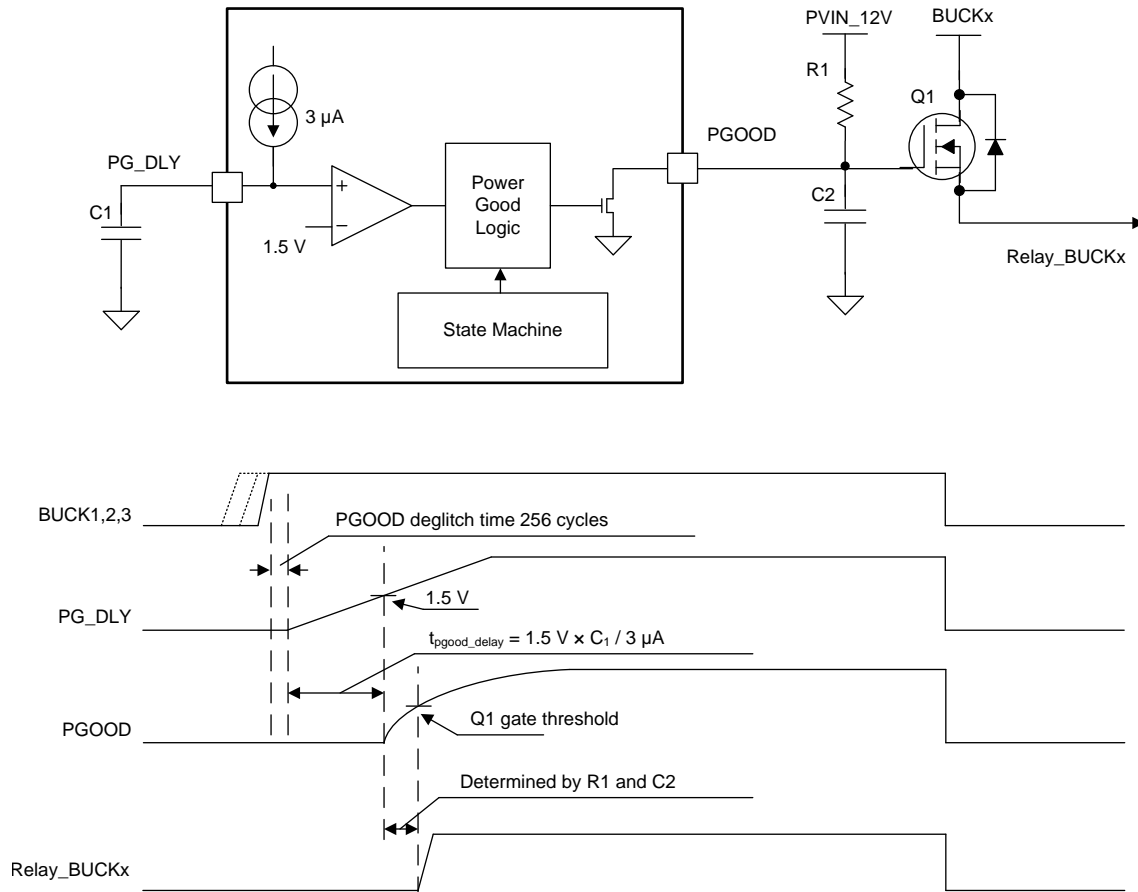 PVIN_12V
BUCKx
R1
Q1
3 µA
PGOOD
PG_DLY
C1
+
−
1.5 V
Power
Good
Logic
C2
Relay_BUCKx
State Machine
BUCK1,2,3
PGOOD deglitch time 256 cycles
1.5 V
PG_DLY
tpgood_delay = 1.5 V × C1 / 3 µA
Q1 gate threshold
PGOOD
Determined by R1 and C2
Relay_BUCKx